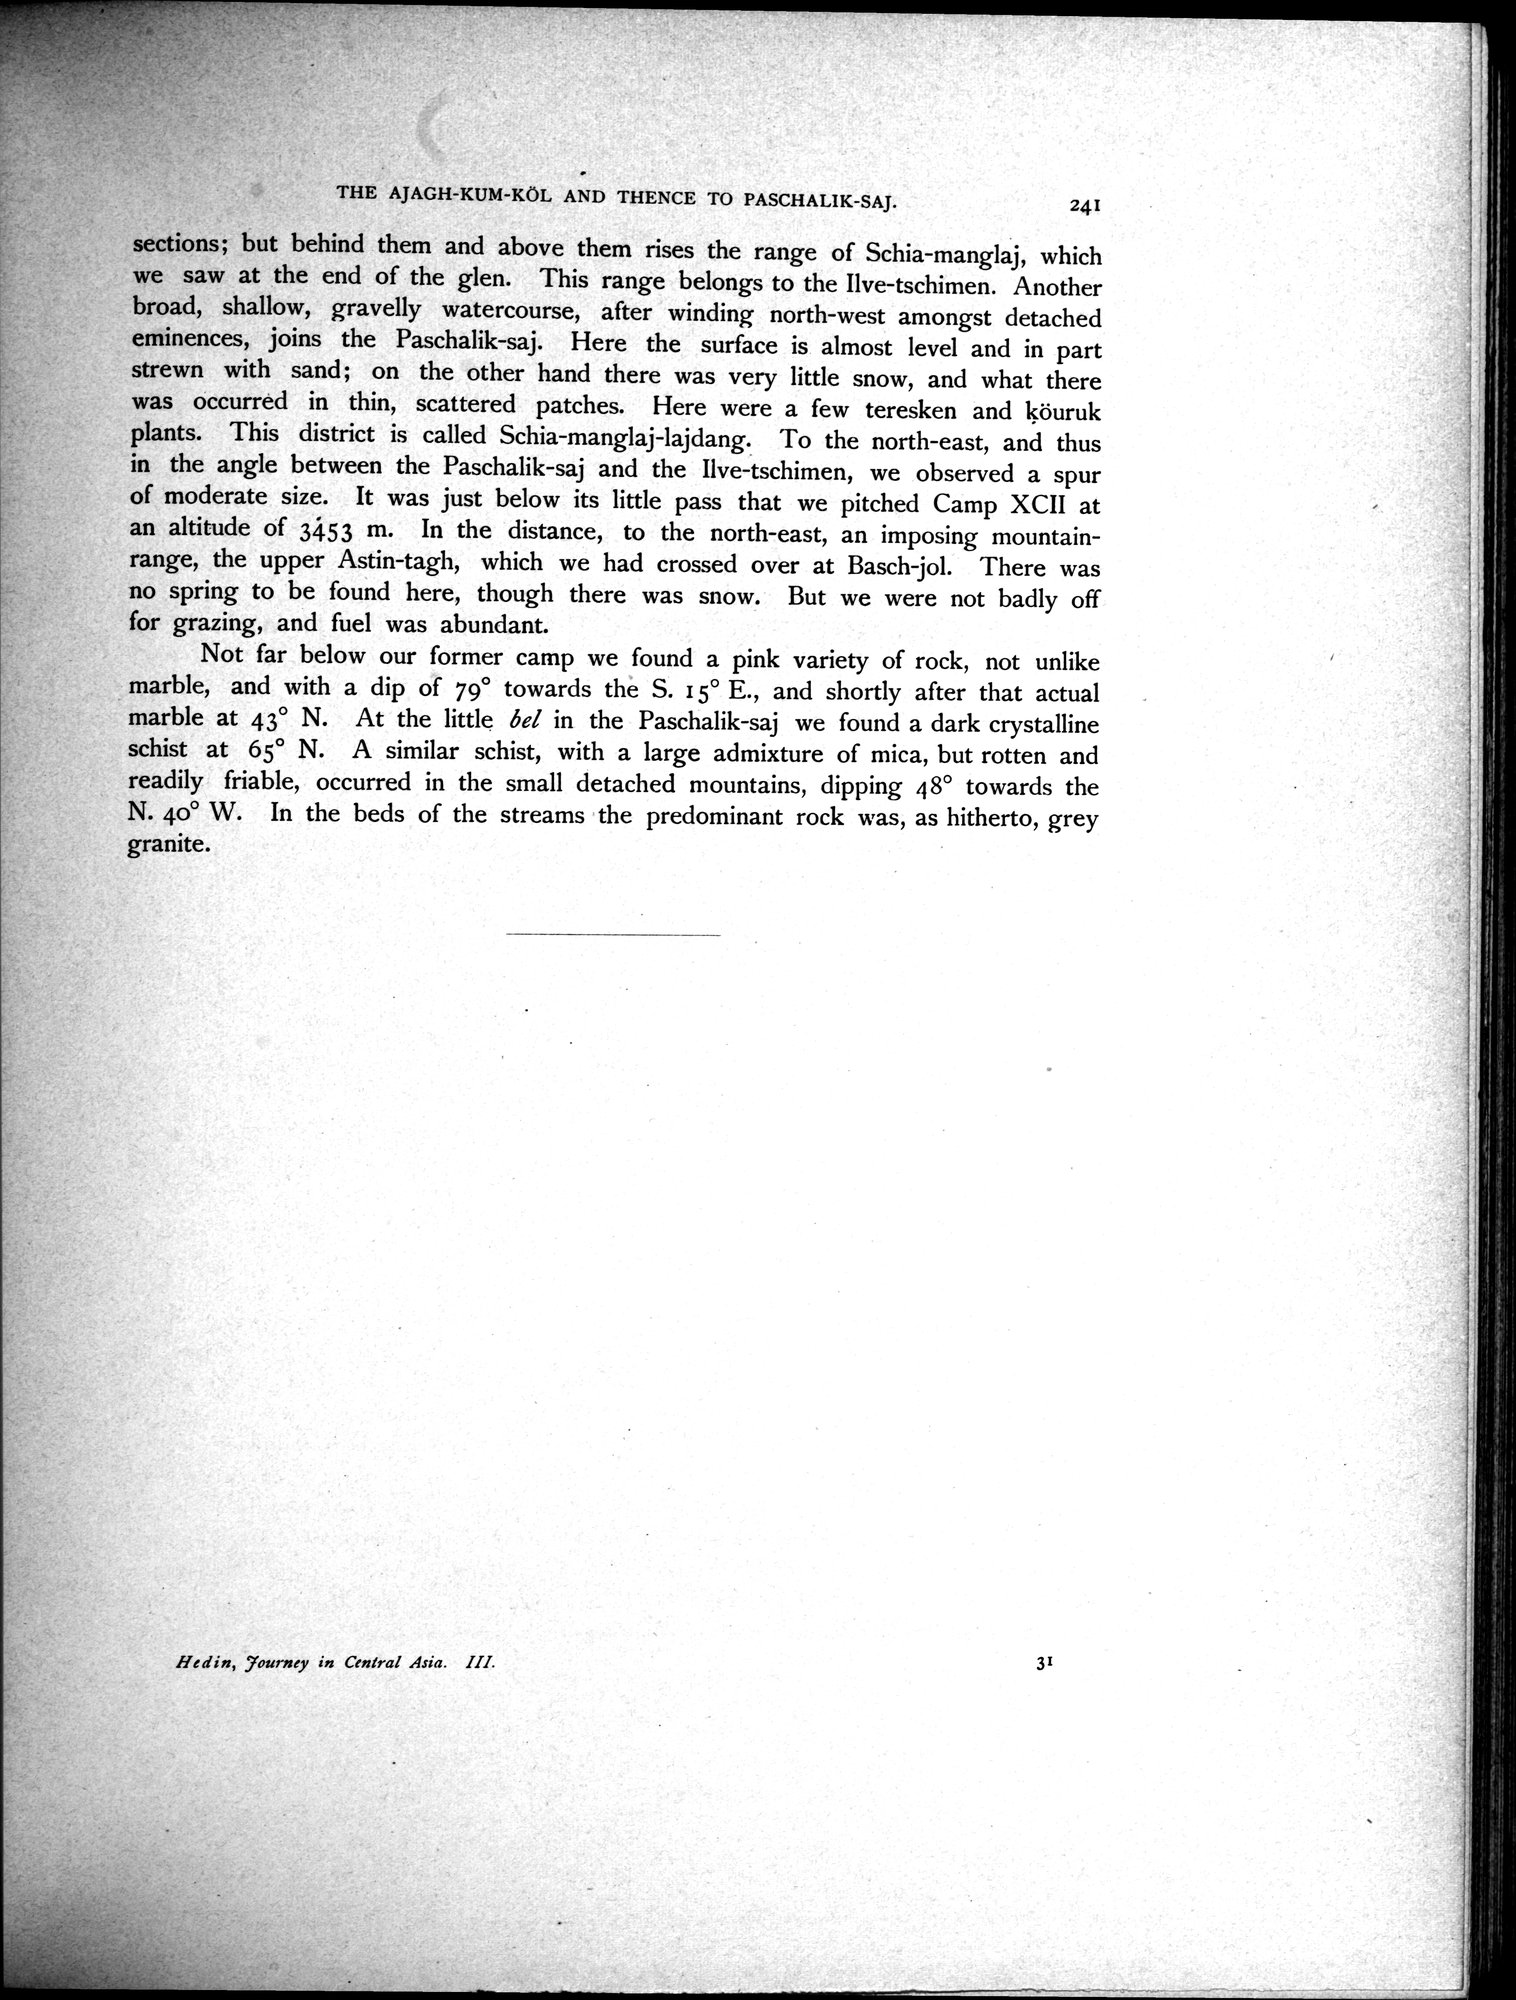 THE AJAGH-KUM-KÖL AND THENCE TO PASCHALIK-SAJ. 241
sections; but behind them and above them rises the range of Schia-manglaj, which
we saw at the end of the glen. This range belongs to the Ilve-tschimen. Another
broad, shallow, gravelly watercourse, after winding north-west amongst detached
eminences, joins the Paschalik-saj. Here the surface is almost level and in part
strewn with sand; on the other hand there was very little snow, and what there
was occurred in thin, scattered patches. Here were a few teresken and köuruk
plants. This district is called Schia-manglaj-lajdang. To the north-east, and thus
in the angle between the Paschalik-saj and the Ilve-tschimen, we observed a spur
of moderate size. It was just below its little pass that we pitched Camp XCII at
an altitude of 3453 m. In the distance, to the north-east, an imposing mountain-
range, the upper Astin-tagh, which we had crossed over at Basch-jol. There was
no spring to be found here, though there was snow. But we were not badly off
for grazing, and fuel was abundant.
Not far below our former camp we found a pink variety of rock, not unlike
marble, and with a dip of 79° towards the S. 15° E., and shortly after that actual
marble at 43° N. At the little bel in the Paschalik-saj we found a dark crystalline
schist at 65° N. A similar schist, with a large admixture of mica, but rotten and
readily friable, occurred in the small detached mountains, dipping 48° towards the
N. 40° W. In the beds of the streams the predominant rock was, as hitherto, grey
granite.
Hedin, Journey in Central Asia. III. 31